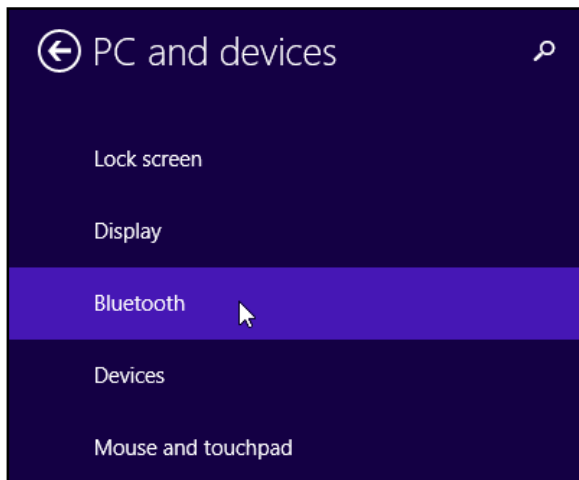 PC and devices
Lock screen
Display
Bluetooth
Devices
Mouse and touchpad